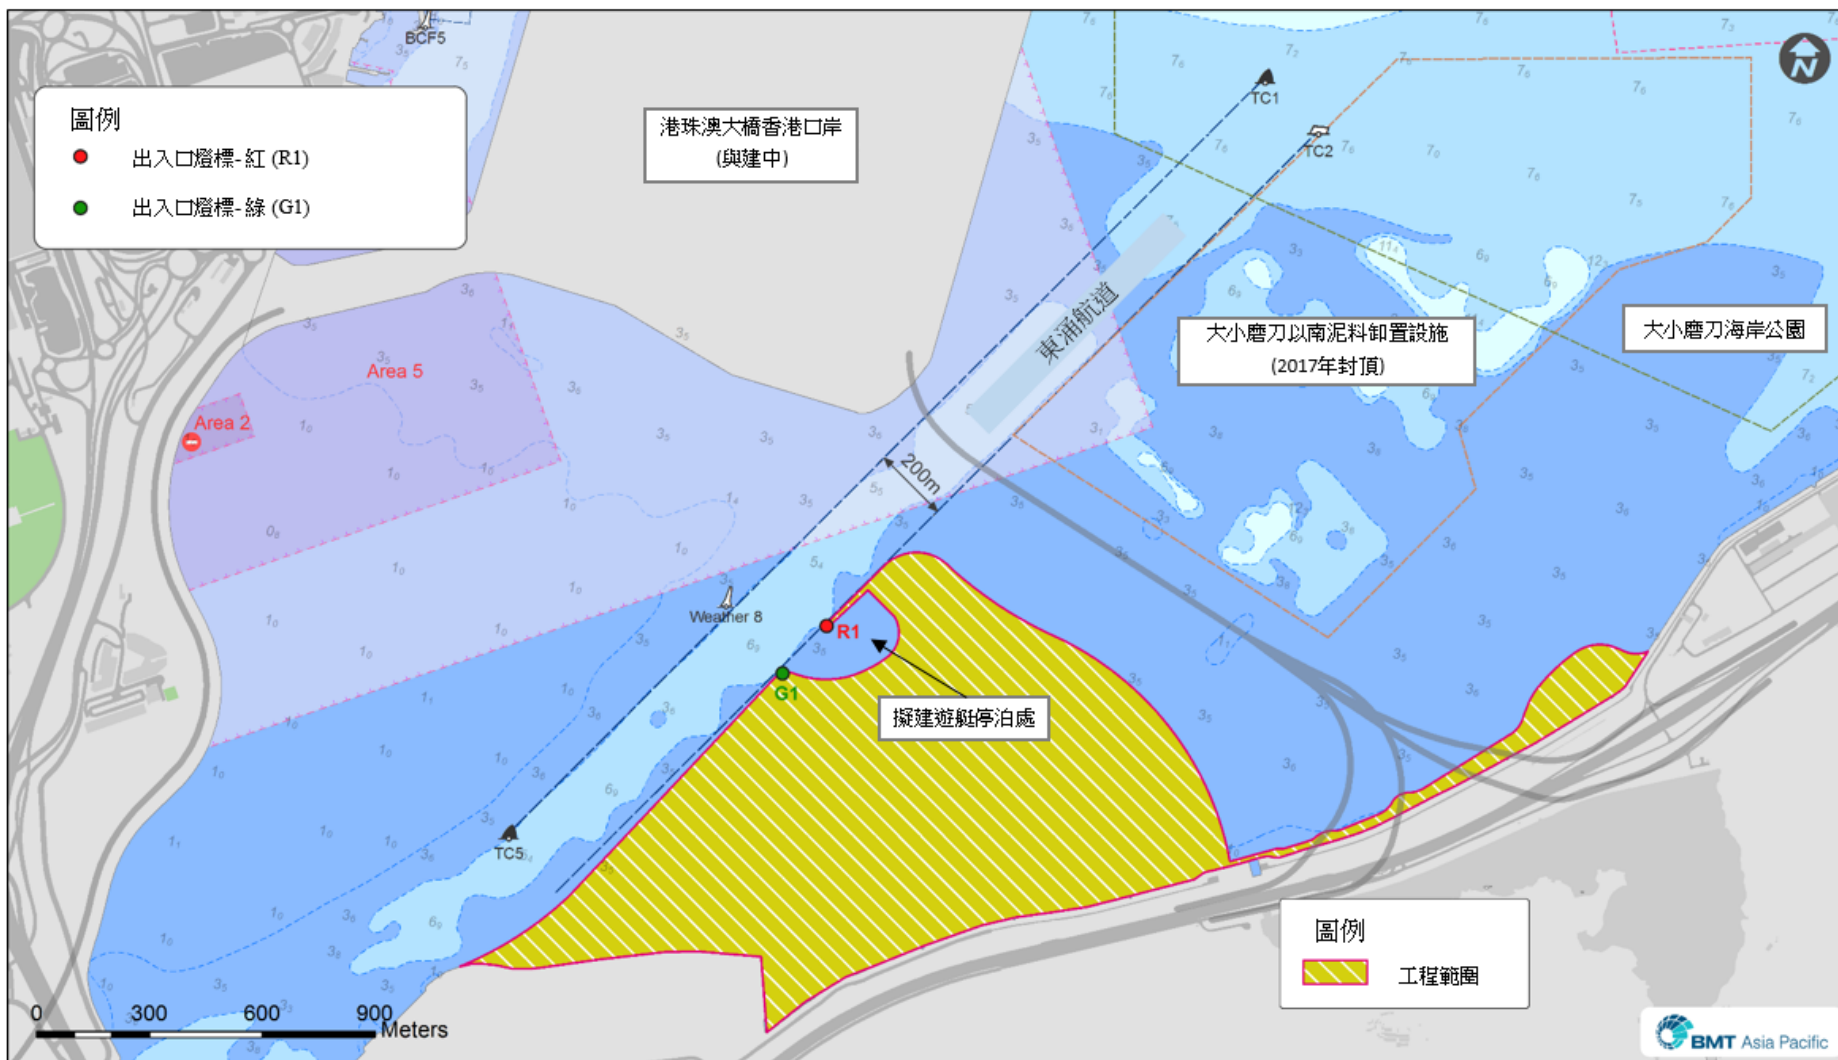 BCF5
圖例
出入口燈標-紅 (R1)
出入口燈標-綠 (G1)
港珠澳大橋香港口岸
(興建中)
TC1
TC2
N
東涌航道
大小磨刀以南泥料卸置設施
(2017年封頂)
大小磨刀海岸公園
Area 5
Area 2
200m
Weather 8
R1
G1
擬建遊艇停泊處
TC5
圖例
工程範圍
0 300 600 900
Meters
BMT Asia Pacific